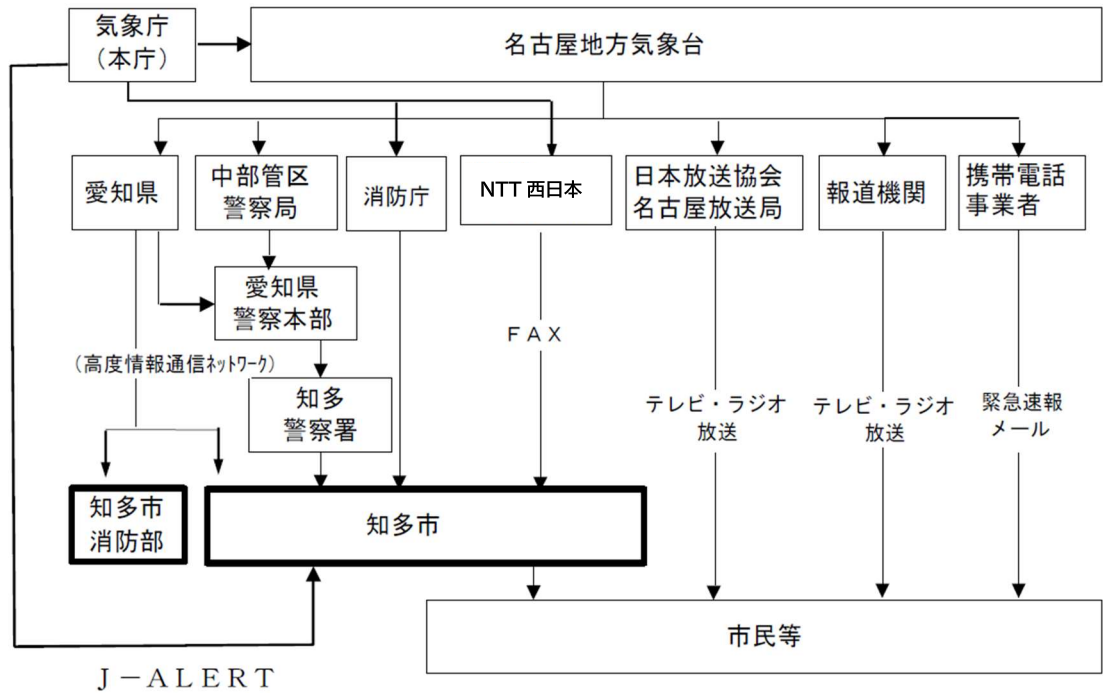 気象庁
（本庁）
名古屋地方気象台
愛知県
中部管区
警察局
消防庁
NTT 西日本
日本放送協会
名古屋放送局
報道機関
携帯電話
事業者
愛知県
警察本部
ＦＡＸ
（高度情報通信ﾈｯﾄﾜｰｸ）
知多
警察署
テレビ・ラジオ
放送
テレビ・ラジオ
放送
緊急速報
メール
知多市
消防部
知多市
市民等
Ｊ－ＡＬＥＲＴ